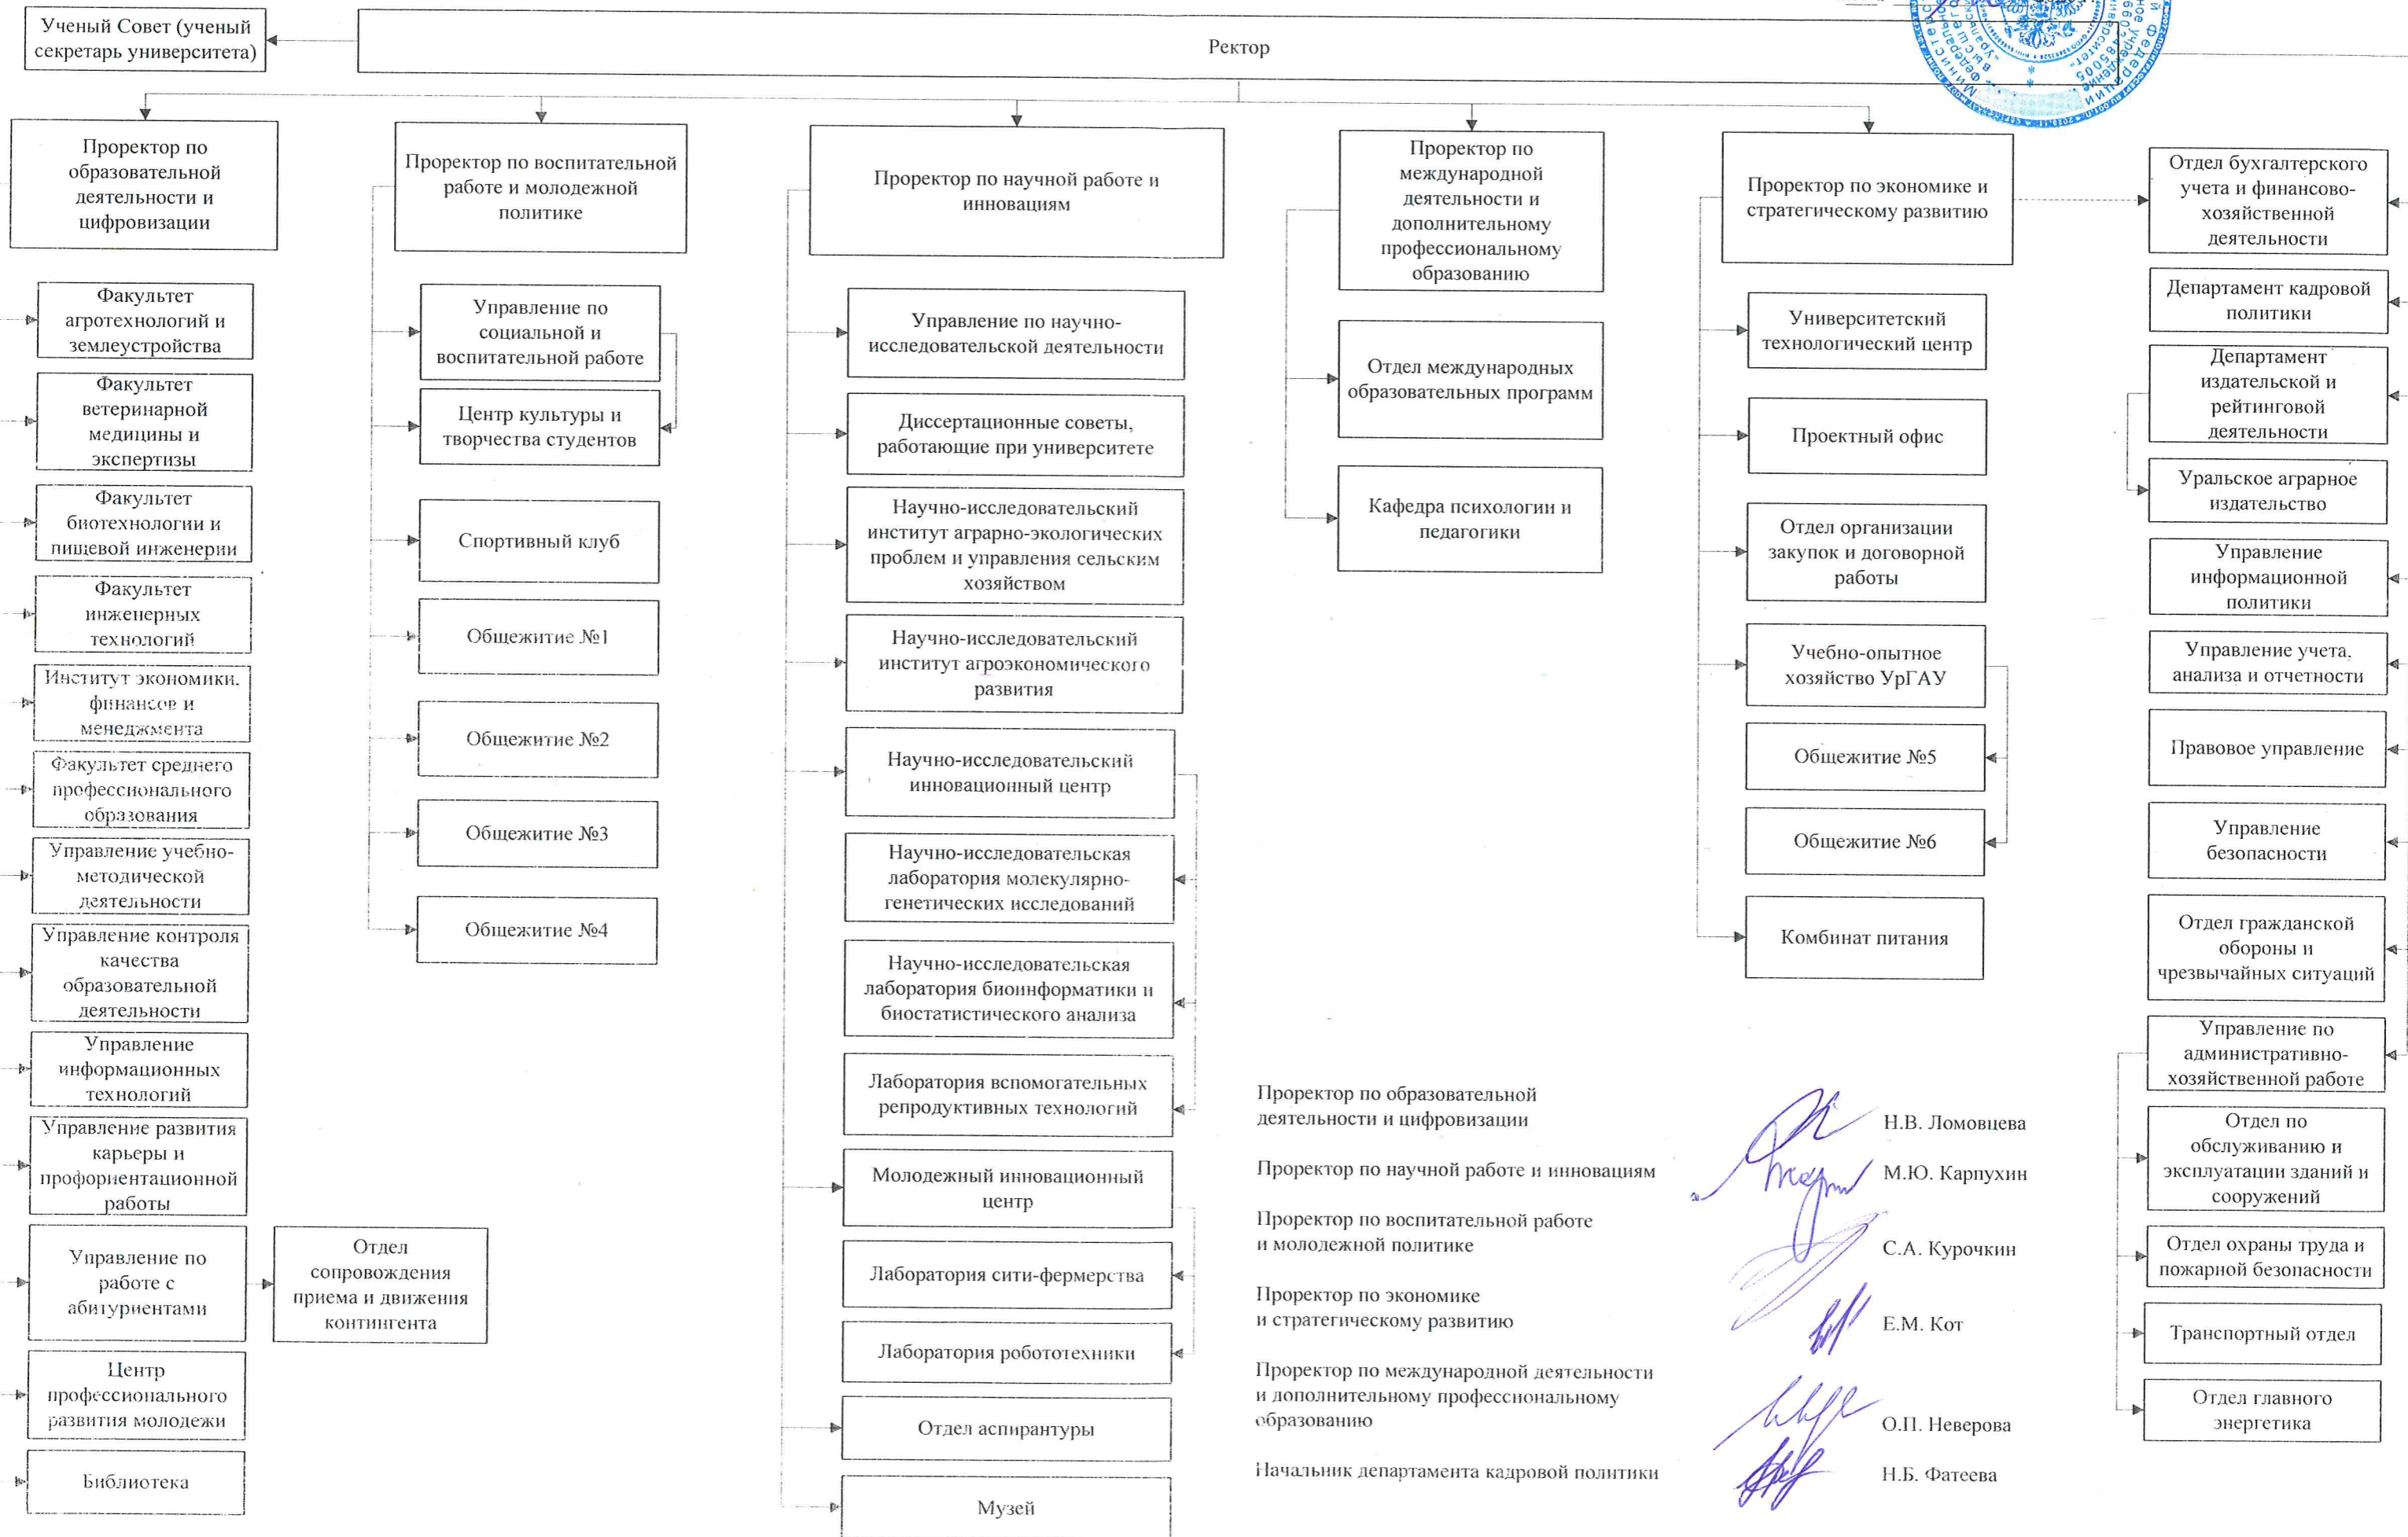 Ученый Совет (ученый
секретарь университета)
Ректор
Проректор по
образовательной
деятельности и
цифровизации
Факультет
агротехнологий и
землеустройства
Факультет
ветеринарной
медицины и
экспертизы
Факультет
биотехнологии и
пищевой инженерии
Факультет
инженерных
технологий
Институт экономики,
финансов и
менеджмента
Факультет среднего
профессионального
образования
Управление учебно-
методической
деятельности
Управление контроля
качества
образовательной
деятельности
Управление
информационных
технологий
Управление развития
карьеры и
профориентационной
работы
Управление по
работе с
абитуриентами
Отдел
сопровождения
приема и движения
контингента
Центр
профессионального
развития молодежи
Библиотека
Проректор по воспитательной
работе и молодежной
политике
Управление по
социальной и
воспитательной работе
Центр культуры и
творчества студентов
Спортивный клуб
Общежитие №1
Общежитие №2
Общежитие №3
Общежитие №4
Проректор по научной работе и
инновациям
Управление по научно-
исследовательской деятельности
Диссертационные советы,
работающие при университете
Научно-исследовательский
институт аграрно-экологических
проблем и управления сельским
хозяйством
Научно-исследовательский
институт агроэкономического
развития
Научно-исследовательский
инновационный центр
Научно-исследовательская
лаборатория молекулярно-
генетических исследований
Научно-исследовательская
лаборатория биоинформатики и
биостатистического анализа
Лаборатория вспомогательных
репродуктивных технологий
Молодежный инновационный
центр
Лаборатория сити-фермерства
Лаборатория робототехники
Отдел аспирантуры
Музей
Проректор по
международной
деятельности и
дополнительному
профессиональному
образованию
Отдел международных
образовательных программ
Кафедра психологии и
педагогики
Проректор по экономике и
стратегическому развитию
Университетский
технологический центр
Проектный офис
Отдел организации
закупок и договорной
работы
Учебно-опытное
хозяйство УрГАУ
Общежитие №5
Общежитие №6
Комбинат питания
Отдел бухгалтерского
учета и финансово-
хозяйственной
деятельности
Департамент кадровой
политики
Департамент
издательской и
рейтинговой
деятельности
Уральское аграрное
издательство
Управление
информационной
политики
Управление учета,
анализа и отчетности
Правовое управление
Управление
безопасности
Отдел гражданской
обороны и
чрезвычайных ситуаций
Управление по
административно-
хозяйственной работе
Отдел по
обслуживанию и
эксплуатации зданий и
сооружений
Отдел охраны труда и
пожарной безопасности
Транспортный отдел
Отдел главного
энергетика
Проректор по образовательной
деятельности и цифровизации
Н.В. Ломовцева
Проректор по научной работе и инновациям
М.Ю. Карпухин
Проректор по воспитательной работе
и молодежной политике
С.А. Курочкин
Проректор по экономике
и стратегическому развитию
Е.М. Кот
Проректор по международной деятельности
и дополнительному профессиональному
образованию
О.П. Неверова
Начальник департамента кадровой политики
Н.Б. Фатеева